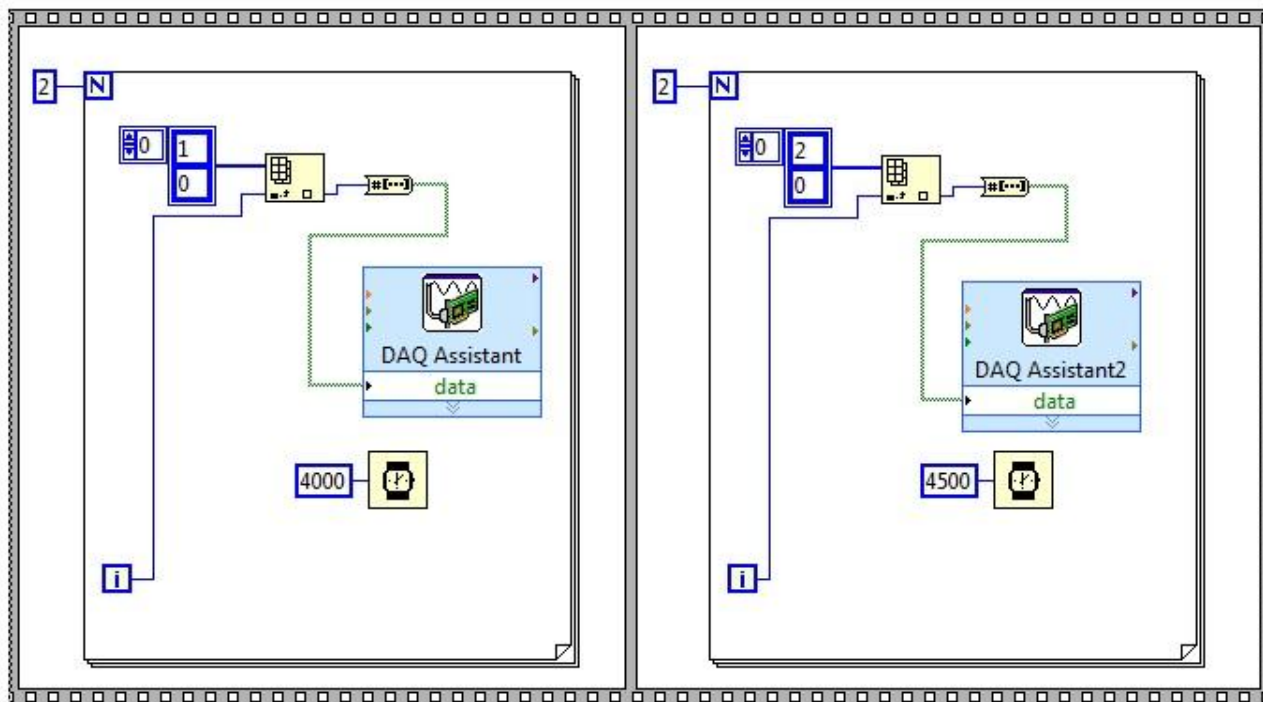 2 N
0 1
0
#[···]
DAQ Assistant
data
4000
i
2 N
0 2
0
#[···]
DAQ Assistant2
data
4500
i